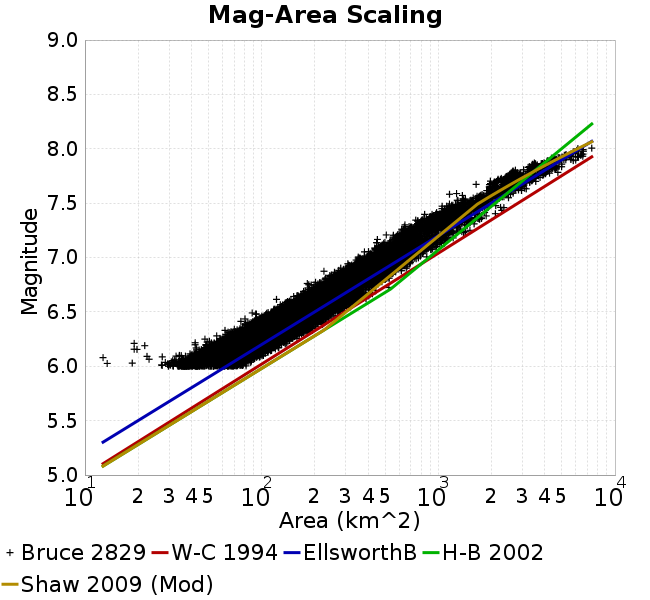 Mag-Area Scaling
9.0
8.5
8.0
7.5
7.0
6.5
6.0
5.5
5.0
Magnitude
10^1 2 3 4 5 10^2 2 3 4 5 10^3 2 3 4 5 10^4
Area (km^2)
Bruce 2829 W-C 1994 EllsworthB H-B 2002
Shaw 2009 (Mod)